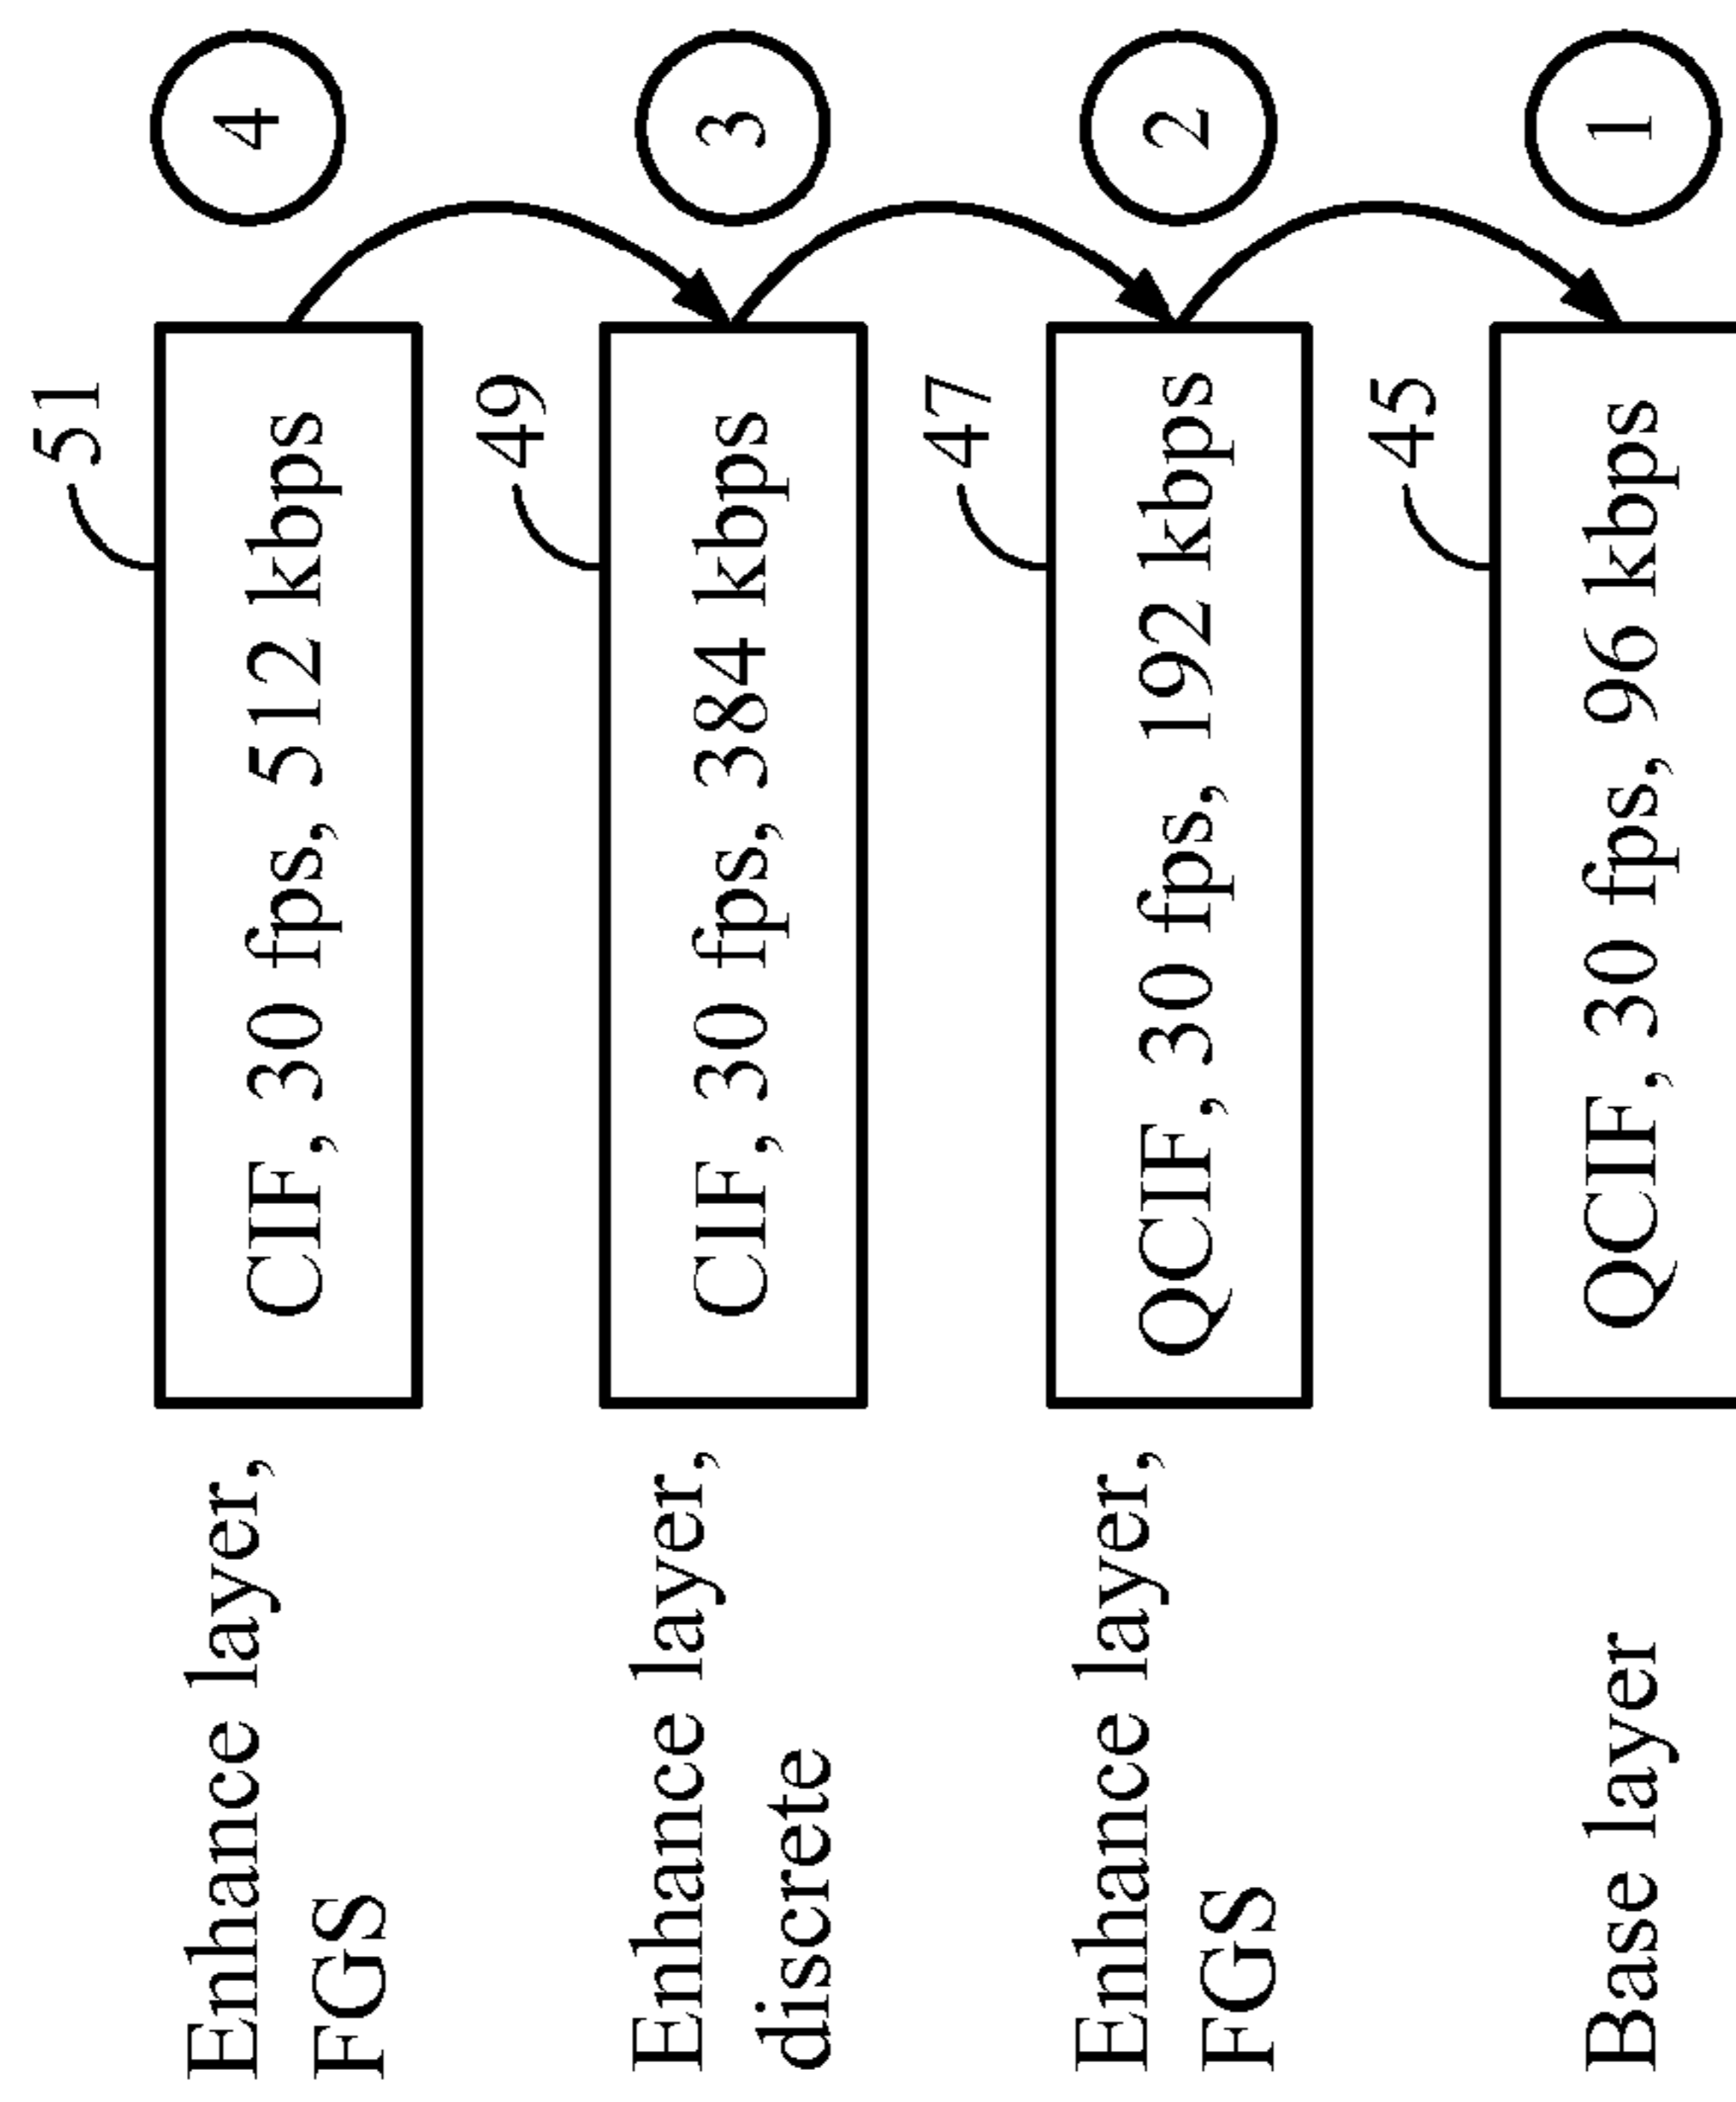 51
Enhance layer,
FGS
CIF, 30 fps, 512 kbps
4
49
Enhance layer,
discrete
CIF, 30 fps, 384 kbps
3
47
Enhance layer,
FGS
QCIF, 30 fps, 192 kbps
2
45
Base layer
QCIF, 30 fps, 96 kbps
1